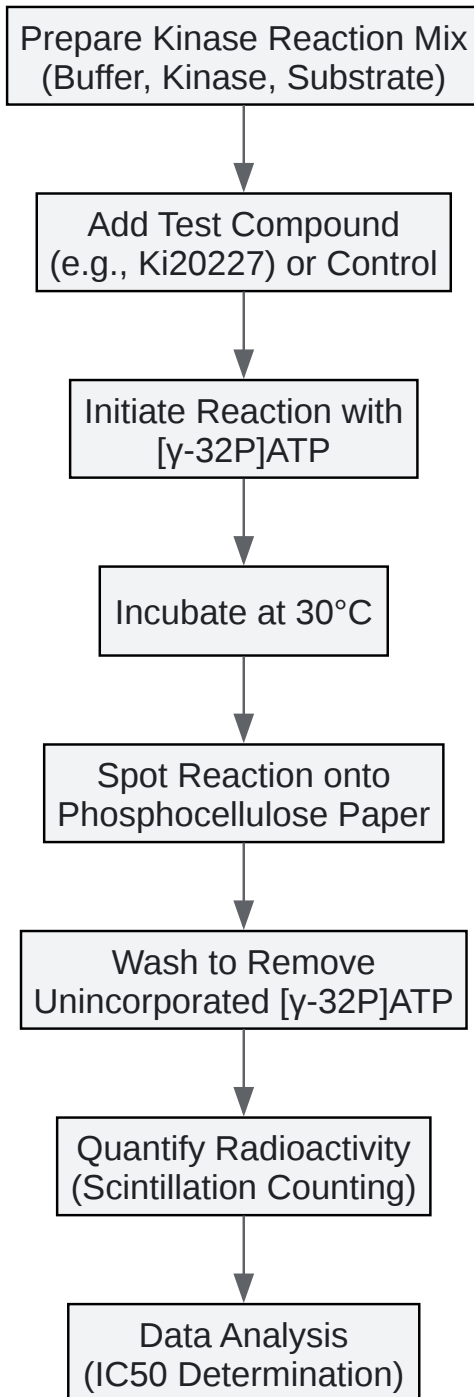 Prepare Kinase Reaction Mix
(Buffer, Kinase, Substrate)
Add Test Compound
(e.g., Ki20227) or Control
Initiate Reaction with
[γ-32P]ATP
Incubate at 30°C
Spot Reaction onto
Phosphocellulose Paper
Wash to Remove
Unincorporated [γ-32P]ATP
Quantify Radioactivity
(Scintillation Counting)
Data Analysis
(IC50 Determination)